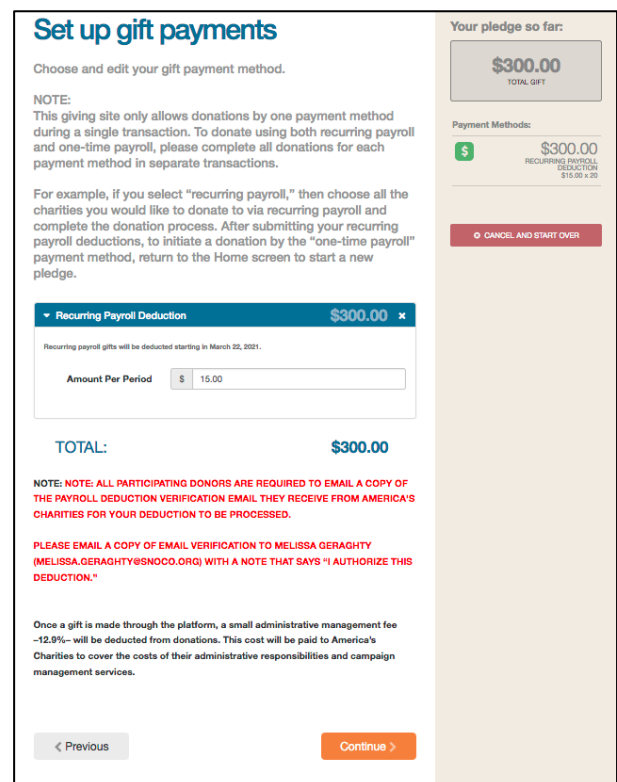 Set up gift payments
Choose and edit your gift payment method.
NOTE:
This giving site only allows donations by one payment method
during a single transaction. To donate using both recurring payroll
and one-time payroll, please complete all donations for each
payment method in separate transactions.
For example, if you select “recurring payroll,” then choose all the
charities you would like to donate to via recurring payroll and
complete the donation process. After submitting your recurring
payroll deductions, to initiate a donation by the “one-time payroll”
payment method, return to the Home screen to start a new
pledge.
Recurring Payroll Deduction $300.00 ×
Recurring payroll gifts will be deducted starting in March 22, 2021.
Amount Per Period $ 15.00
TOTAL: $300.00
NOTE: NOTE: ALL PARTICIPATING DONORS ARE REQUIRED TO EMAIL A COPY OF
THE PAYROLL DEDUCTION VERIFICATION EMAIL THEY RECEIVE FROM AMERICA'S
CHARITIES FOR YOUR DEDUCTION TO BE PROCESSED.
PLEASE EMAIL A COPY OF EMAIL VERIFICATION TO MELISSA GERAGHTY
(MELISSA.GERAGHTY@SNOCO.ORG) WITH A NOTE THAT SAYS “I AUTHORIZE THIS
DEDUCTION.”
Once a gift is made through the platform, a small administrative management fee
–12.9%– will be deducted from donations. This cost will be paid to America's
Charities to cover the costs of their administrative responsibilities and campaign
management services.
< Previous
Continue >
Your pledge so far:
$300.00
TOTAL GIFT
Payment Methods:
$ $300.00
RECURRING PAYROLL
DEDUCTION
$15.00 x 20
CANCEL AND START OVER